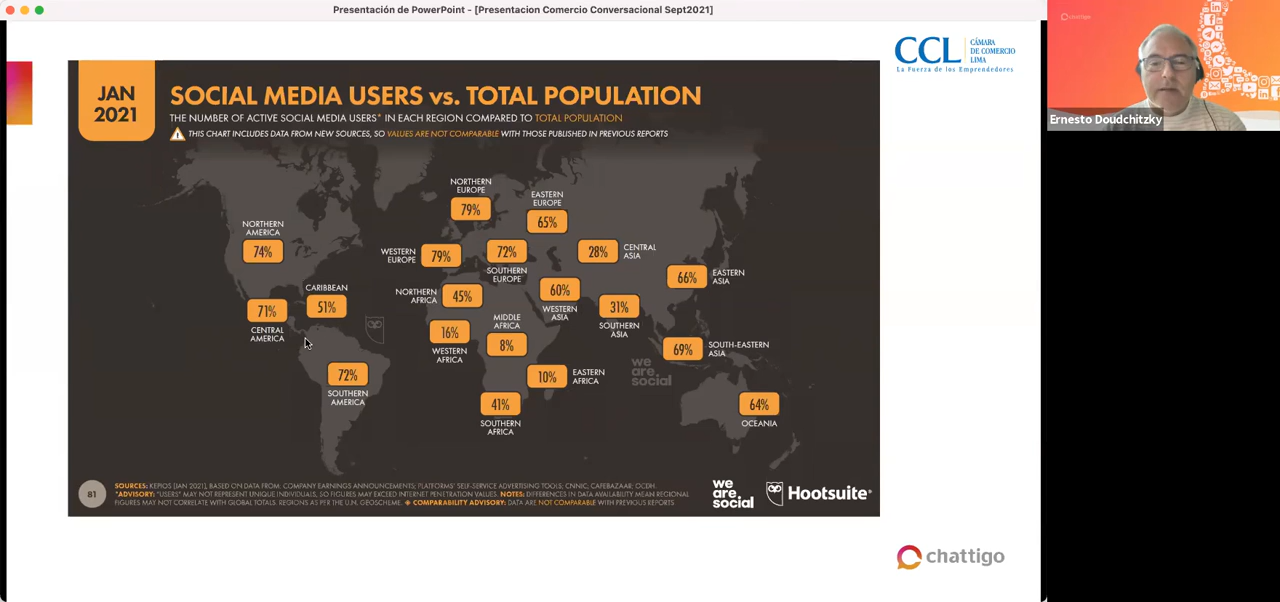 Presentación de PowerPoint - [Presentacion Comercio Conversacional Sept2021]
chattigo
Ernesto Doudchitzky
CCL
CÁMARA
DE COMERCIO
LIMA
La Fuerza de los Emprendedores
JAN
2021
SOCIAL MEDIA USERS vs. TOTAL POPULATION
THE NUMBER OF ACTIVE SOCIAL MEDIA USERS* IN EACH REGION COMPARED TO TOTAL POPULATION
THIS CHART INCLUDES DATA FROM NEW SOURCES, SO VALUES ARE NOT COMPARABLE WITH THOSE PUBLISHED IN PREVIOUS REPORTS
NORTHERN
AMERICA
74%
CARIBBEAN
51%
71%
CENTRAL
AMERICA
72%
SOUTHERN
AMERICA
NORTHERN
EUROPE
79%
EASTERN
EUROPE
65%
WESTERN
EUROPE
79%
72%
SOUTHERN
EUROPE
28%
CENTRAL
ASIA
66%
EASTERN
ASIA
NORTHERN
AFRICA
45%
60%
WESTERN
ASIA
31%
SOUTHERN
ASIA
16%
WESTERN
AFRICA
MIDDLE
AFRICA
8%
69%
SOUTH-EASTERN
ASIA
10%
EASTERN
AFRICA
41%
SOUTHERN
AFRICA
64%
OCEANIA
we
are
social
81
SOURCES: KEPIOS (JAN 2021), BASED ON DATA FROM: COMPANY EARNINGS ANNOUNCEMENTS; PLATFORMS' SELF-SERVICE ADVERTISING TOOLS; CNNIC; CAFEBAZAAR; OCDH.
*ADVISORY: "USERS" MAY NOT REPRESENT UNIQUE INDIVIDUALS, SO FIGURES MAY EXCEED INTERNET PENETRATION VALUES. NOTES: DIFFERENCES IN DATA AVAILABILITY MEAN REGIONAL
FIGURES MAY NOT CORRELATE WITH GLOBAL TOTALS. REGIONS AS PER THE U.N. GEOSCHEME. COMPARABILITY ADVISORY: DATA ARE NOT COMPARABLE WITH PREVIOUS REPORTS
we
are
social
Hootsuite®
chattigo